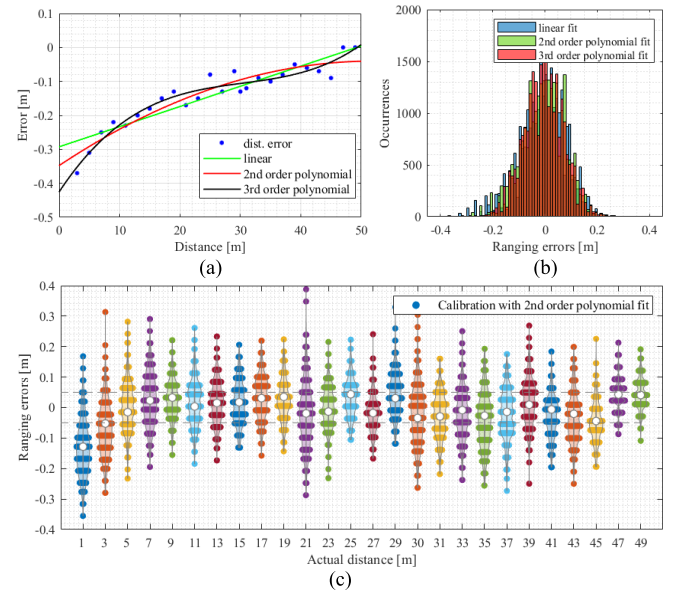 0.1
0
-0.1
-0.2
-0.3
-0.4
-0.5
Error [m]
dist. error
linear
2nd order polynomial
3rd order polynomial
0 10 20 30 40 50
Distance [m]
(a)
2000
1500
1000
500
0
Occurrences
linear fit
2nd order polynomial fit
3rd order polynomial fit
-0.4 -0.2 0 0.2 0.4
Ranging errors [m]
(b)
0.4
0.3
0.2
0.1
0
-0.1
-0.2
-0.3
-0.4
Ranging errors [m]
Calibration with 2nd order polynomial fit
1 3 5 7 9 11 13 15 17 19 21 23 25 27 29 30 31 33 35 37 39 41 43 45 47 49
Actual distance [m]
(c)